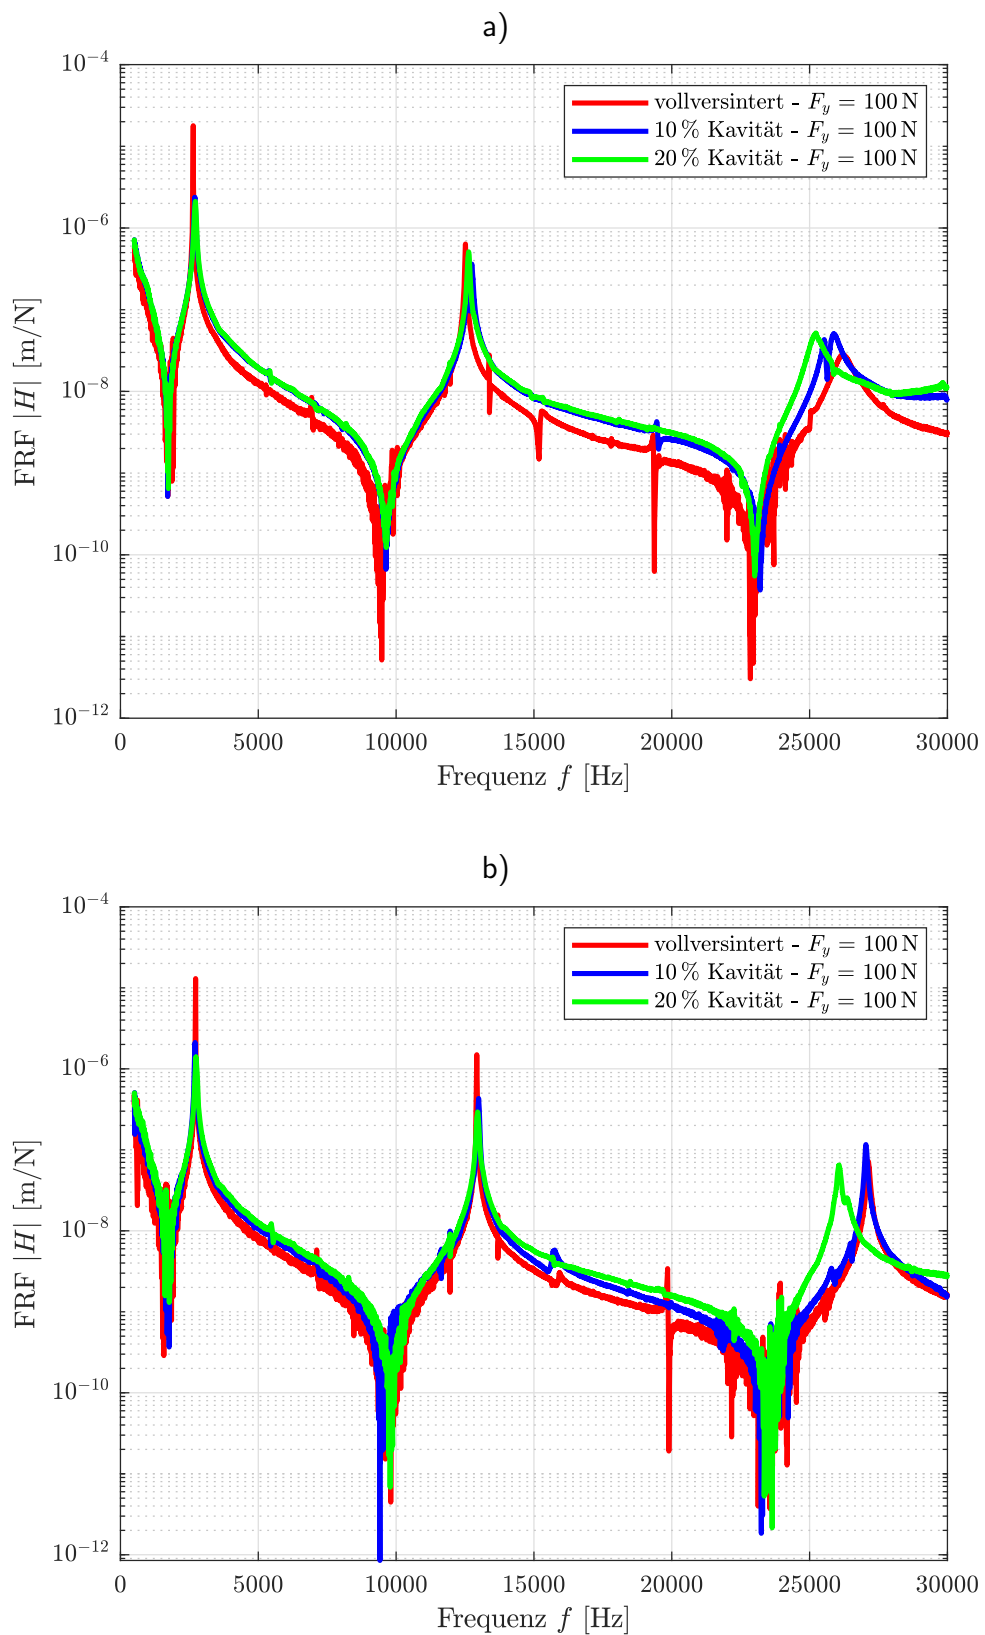 a)
10⁻⁴
10⁻⁶
10⁻⁸
10⁻¹⁰
10⁻¹²
FRF |H| [m/N]
vollversintert - F_y = 100 N
10 % Kavität - F_y = 100 N
20 % Kavität - F_y = 100 N
0 5000 10000 15000 20000 25000 30000
Frequenz f [Hz]
b)
10⁻⁴
10⁻⁶
10⁻⁸
10⁻¹⁰
10⁻¹²
FRF |H| [m/N]
vollversintert - F_y = 100 N
10 % Kavität - F_y = 100 N
20 % Kavität - F_y = 100 N
0 5000 10000 15000 20000 25000 30000
Frequenz f [Hz]